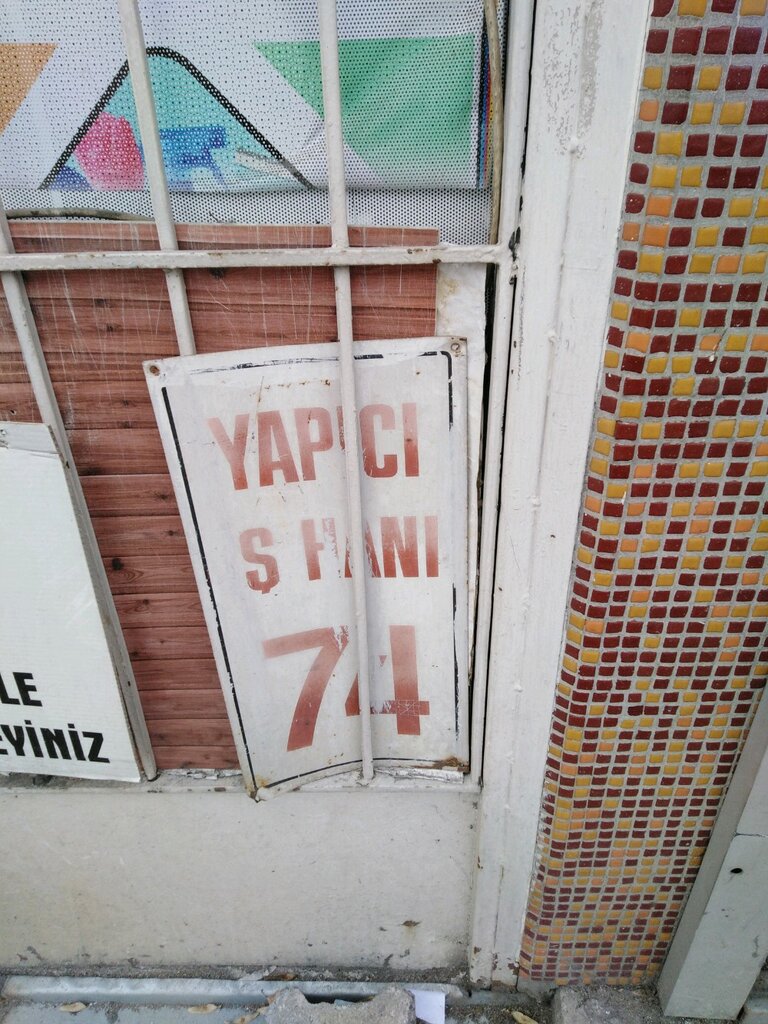 YAPICI
Ş HANI
74
LE
EYİNİZ